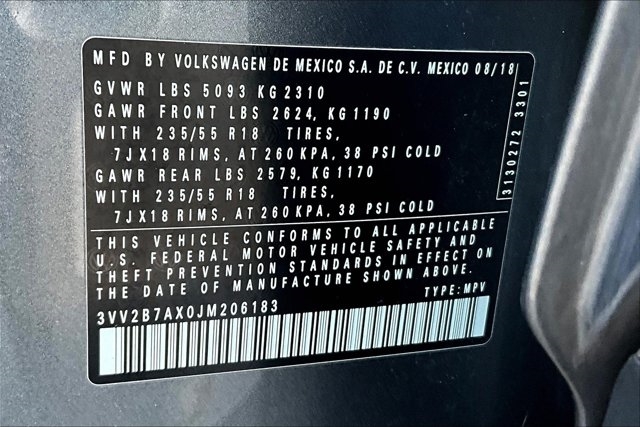 MFD BY VOLKSWAGEN DE MEXICO S.A. DE C.V. MEXICO 08/18
GVWR LBS 5093 KG 2310
GAWR FRONT LBS 2624, KG 1190
WITH 235/55 R18 TIRES,
7JX18 RIMS, AT 260 KPA, 38 PSI COLD
GAWR REAR LBS 2579, KG 1170
WITH 235/55 R18 TIRES,
7JX18 RIMS, AT 260 KPA, 38 PSI COLD
3130272 3301
THIS VEHICLE CONFORMS TO ALL APPLICABLE
U.S. FEDERAL MOTOR VEHICLE SAFETY AND
THEFT PREVENTION STANDARDS IN EFFECT ON
THE DATE OF MANUFACTURE SHOWN ABOVE.
3VV2B7AX0JM206183 TYPE: MPV